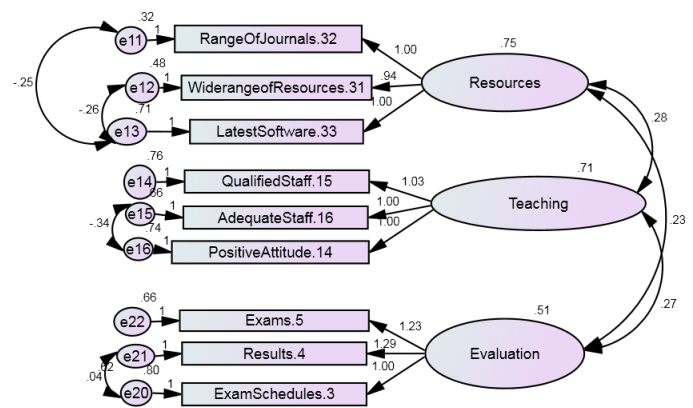 .32
e11 1 RangeOfJournals.32
1.00
.75
-.25
.48
e12 1 WiderangeofResources.31
.94
Resources
-.26
.71
1.00
e13 1 LatestSoftware.33
.28
.76
e14 1 QualifiedStaff.15
1.03
.71
.66
e15 1 AdequateStaff.16
1.00
Teaching
-.34
.74
1.00
.23
e16 1 PositiveAttitude.14
.66
.27
e22 1 Exams.5
1.23
.51
e21 1 Results.4
1.29
Evaluation
.62
.04
.80
1.00
e20 1 ExamSchedules.3